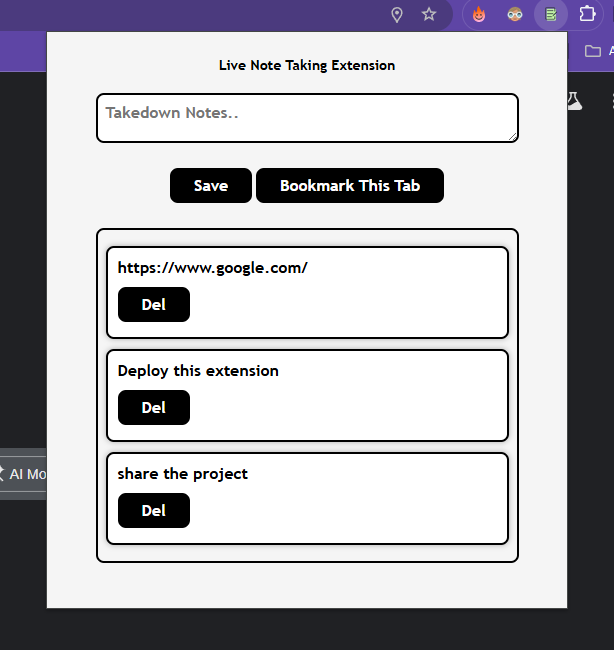 Live Note Taking Extension
Takedown Notes..
Save Bookmark This Tab
https://www.google.com/
Del
Deploy this extension
Del
AI Mo
share the project
Del